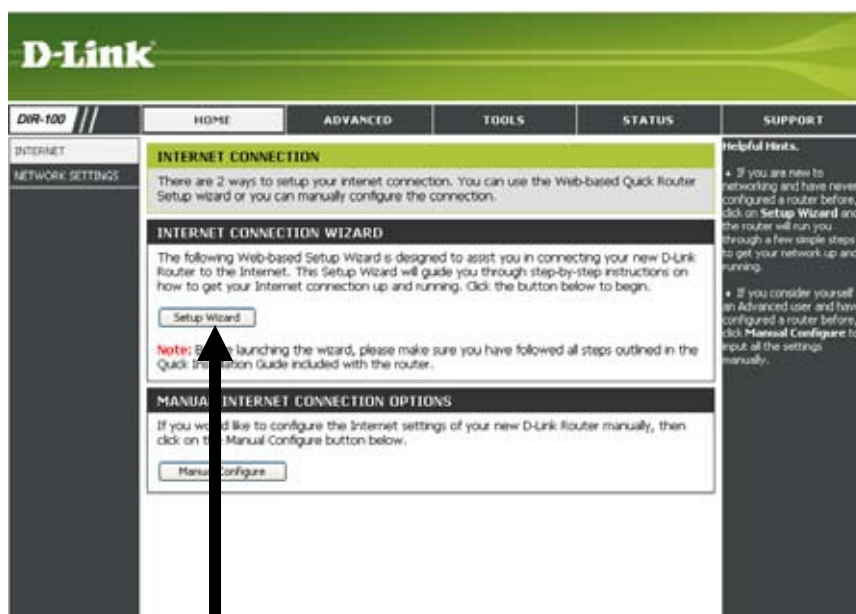 D-Link
DIR-100
HOME
ADVANCED
TOOLS
STATUS
SUPPORT
INTERNET
NETWORK SETTINGS
INTERNET CONNECTION
There are 2 ways to setup your internet connection. You can use the Web-based Quick Router
Setup wizard or you can manually configure the connection.
INTERNET CONNECTION WIZARD
The following Web-based Setup Wizard is designed to assist you in connecting your new D-Link
Router to the Internet. This Setup Wizard will guide you through step-by-step instructions on
how to get your Internet connection up and running. Click the button below to begin.
Setup Wizard
Note: launching the wizard, please make sure you have followed all steps outlined in the
Quick Guide included with the router.
MANUAL INTERNET CONNECTION OPTIONS
If you would like to configure the Internet settings of your new D-Link Router manually, then
click on the Manual Configure button below.
Manual Configure
Helpful Hints.
• If you are new to
networking and have never
configured a router before,
click on Setup Wizard and
the router will run you
through a few simple steps
to get your network up and
running.
• If you consider yourself
an Advanced user and have
configured a router before,
click Manual Configure to
input all the settings
manually.